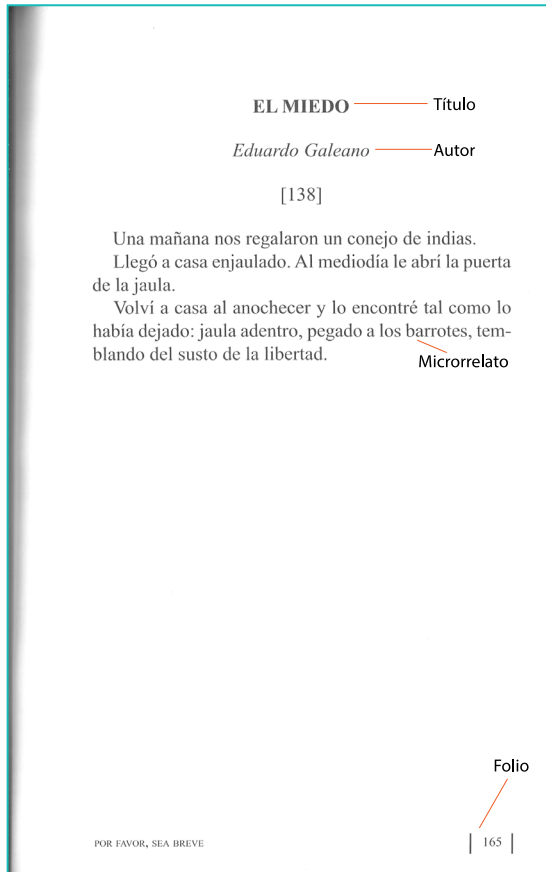 EL MIEDO Título
Eduardo Galeano Autor
[138]
Una mañana nos regalaron un conejo de indias.
Llegó a casa enjaulado. Al mediodía le abrí la puerta
de la jaula.
Volví a casa al anochecer y lo encontré tal como lo
había dejado: jaula adentro, pegado a los barrotes, tem-
blando del susto de la libertad.
Microrrelato
Folio
POR FAVOR, SEA BREVE 165